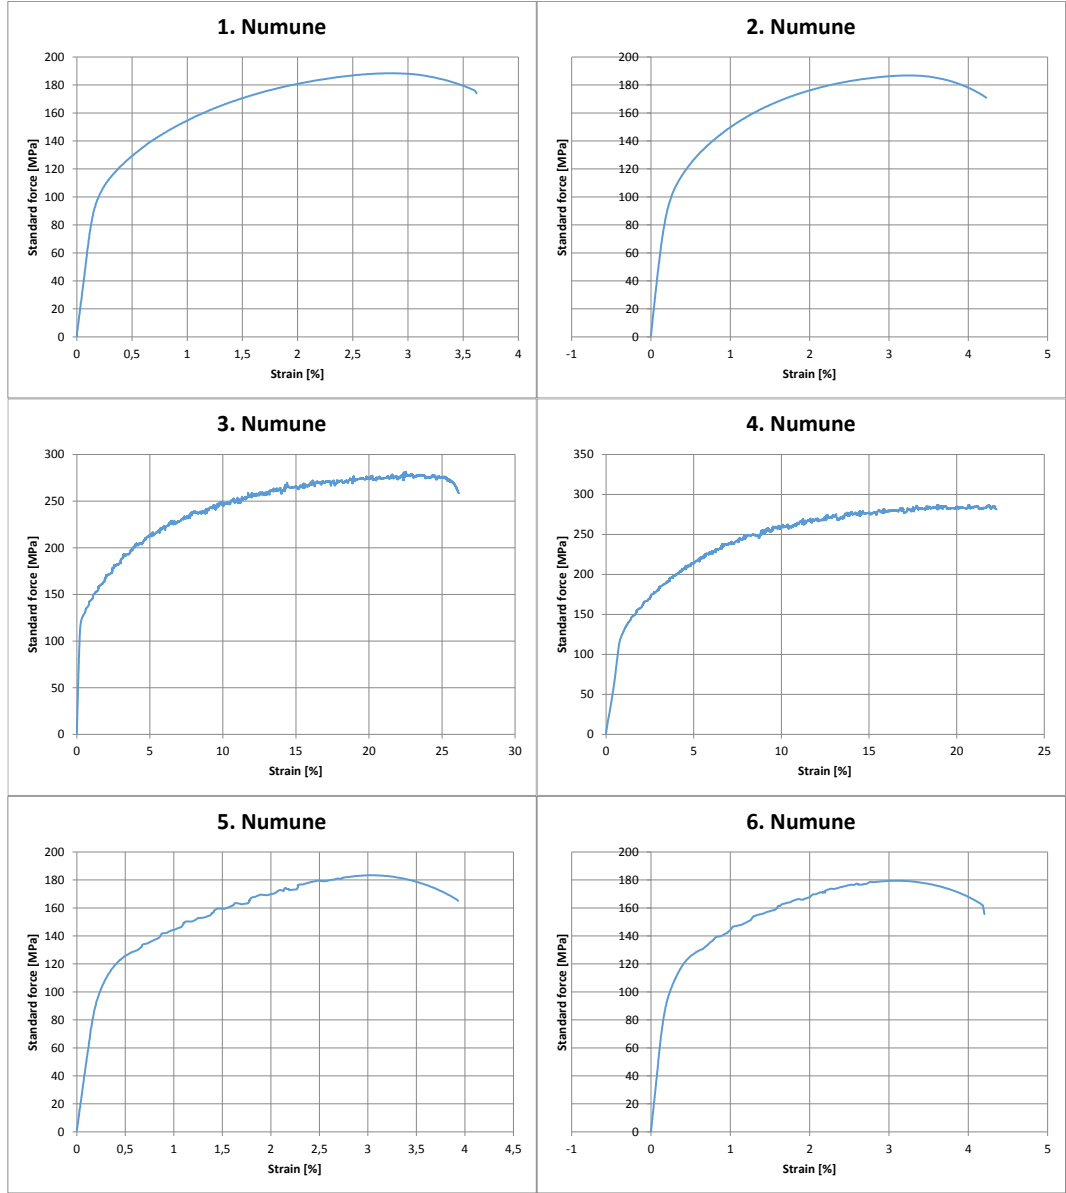 1. Numune
Standard force [MPa]
200
180
160
140
120
100
80
60
40
20
0
0 0,5 1 1,5 2 2,5 3 3,5 4
Strain [%]
2. Numune
Standard force [MPa]
200
180
160
140
120
100
80
60
40
20
0
-1 0 1 2 3 4 5
Strain [%]
3. Numune
Standard force [MPa]
300
250
200
150
100
50
0
0 5 10 15 20 25 30
Strain [%]
4. Numune
Standard force [MPa]
350
300
250
200
150
100
50
0
0 5 10 15 20 25
Strain [%]
5. Numune
Standard force [MPa]
200
180
160
140
120
100
80
60
40
20
0
0 0,5 1 1,5 2 2,5 3 3,5 4 4,5
Strain [%]
6. Numune
Standard force [MPa]
200
180
160
140
120
100
80
60
40
20
0
-1 0 1 2 3 4 5
Strain [%]